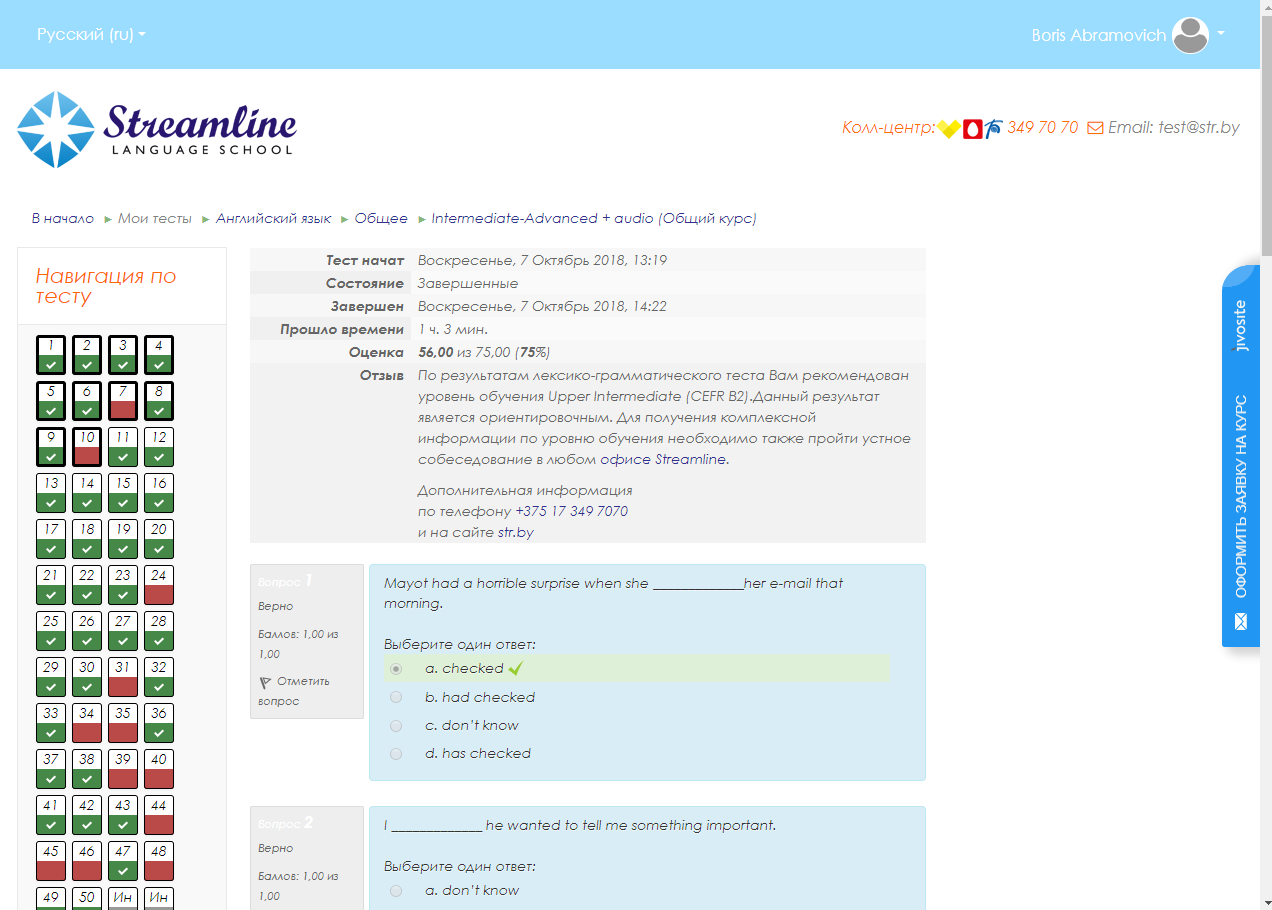 Русский (ru)
Boris Abramovich
Streamline
LANGUAGE SCHOOL
Колл-центр: 349 70 70 Email: test@str.by
В начало ► Мои тесты ► Английский язык ► Общее ► Intermediate-Advanced + audio (Общий курс)
Навигация по
тесту
1 2 3 4
5 6 7 8
9 10 11 12
13 14 15 16
17 18 19 20
21 22 23 24
25 26 27 28
29 30 31 32
33 34 35 36
37 38 39 40
41 42 43 44
45 46 47 48
49 50 Ин Ин
Тест начат Воскресенье, 7 Октябрь 2018, 13:19
Состояние Завершенные
Завершен Воскресенье, 7 Октябрь 2018, 14:22
Прошло времени 1 ч. 3 мин.
Оценка 56,00 из 75,00 (75%)
Отзыв По результатам лексико-грамматического теста Вам рекомендован
уровень обучения Upper Intermediate (CEFR B2).Данный результат
является ориентировочным. Для получения комплексной
информации по уровню обучения необходимо также пройти устное
собеседование в любом офисе Streamline.
Дополнительная информация
по телефону +375 17 349 7070
и на сайте str.by
Вопрос 1
Верно
Баллов: 1,00 из
1,00
Отметить
вопрос
Mayot had a horrible surprise when she _____________her e-mail that
morning.
Выберите один ответ:
a. checked
b. had checked
c. don't know
d. has checked
Вопрос 2
Верно
Баллов: 1,00 из
1,00
I _____________ he wanted to tell me something important.
Выберите один ответ:
a. don't know
jivosite
ОФОРМИТЬ ЗАЯВКУ НА КУРС